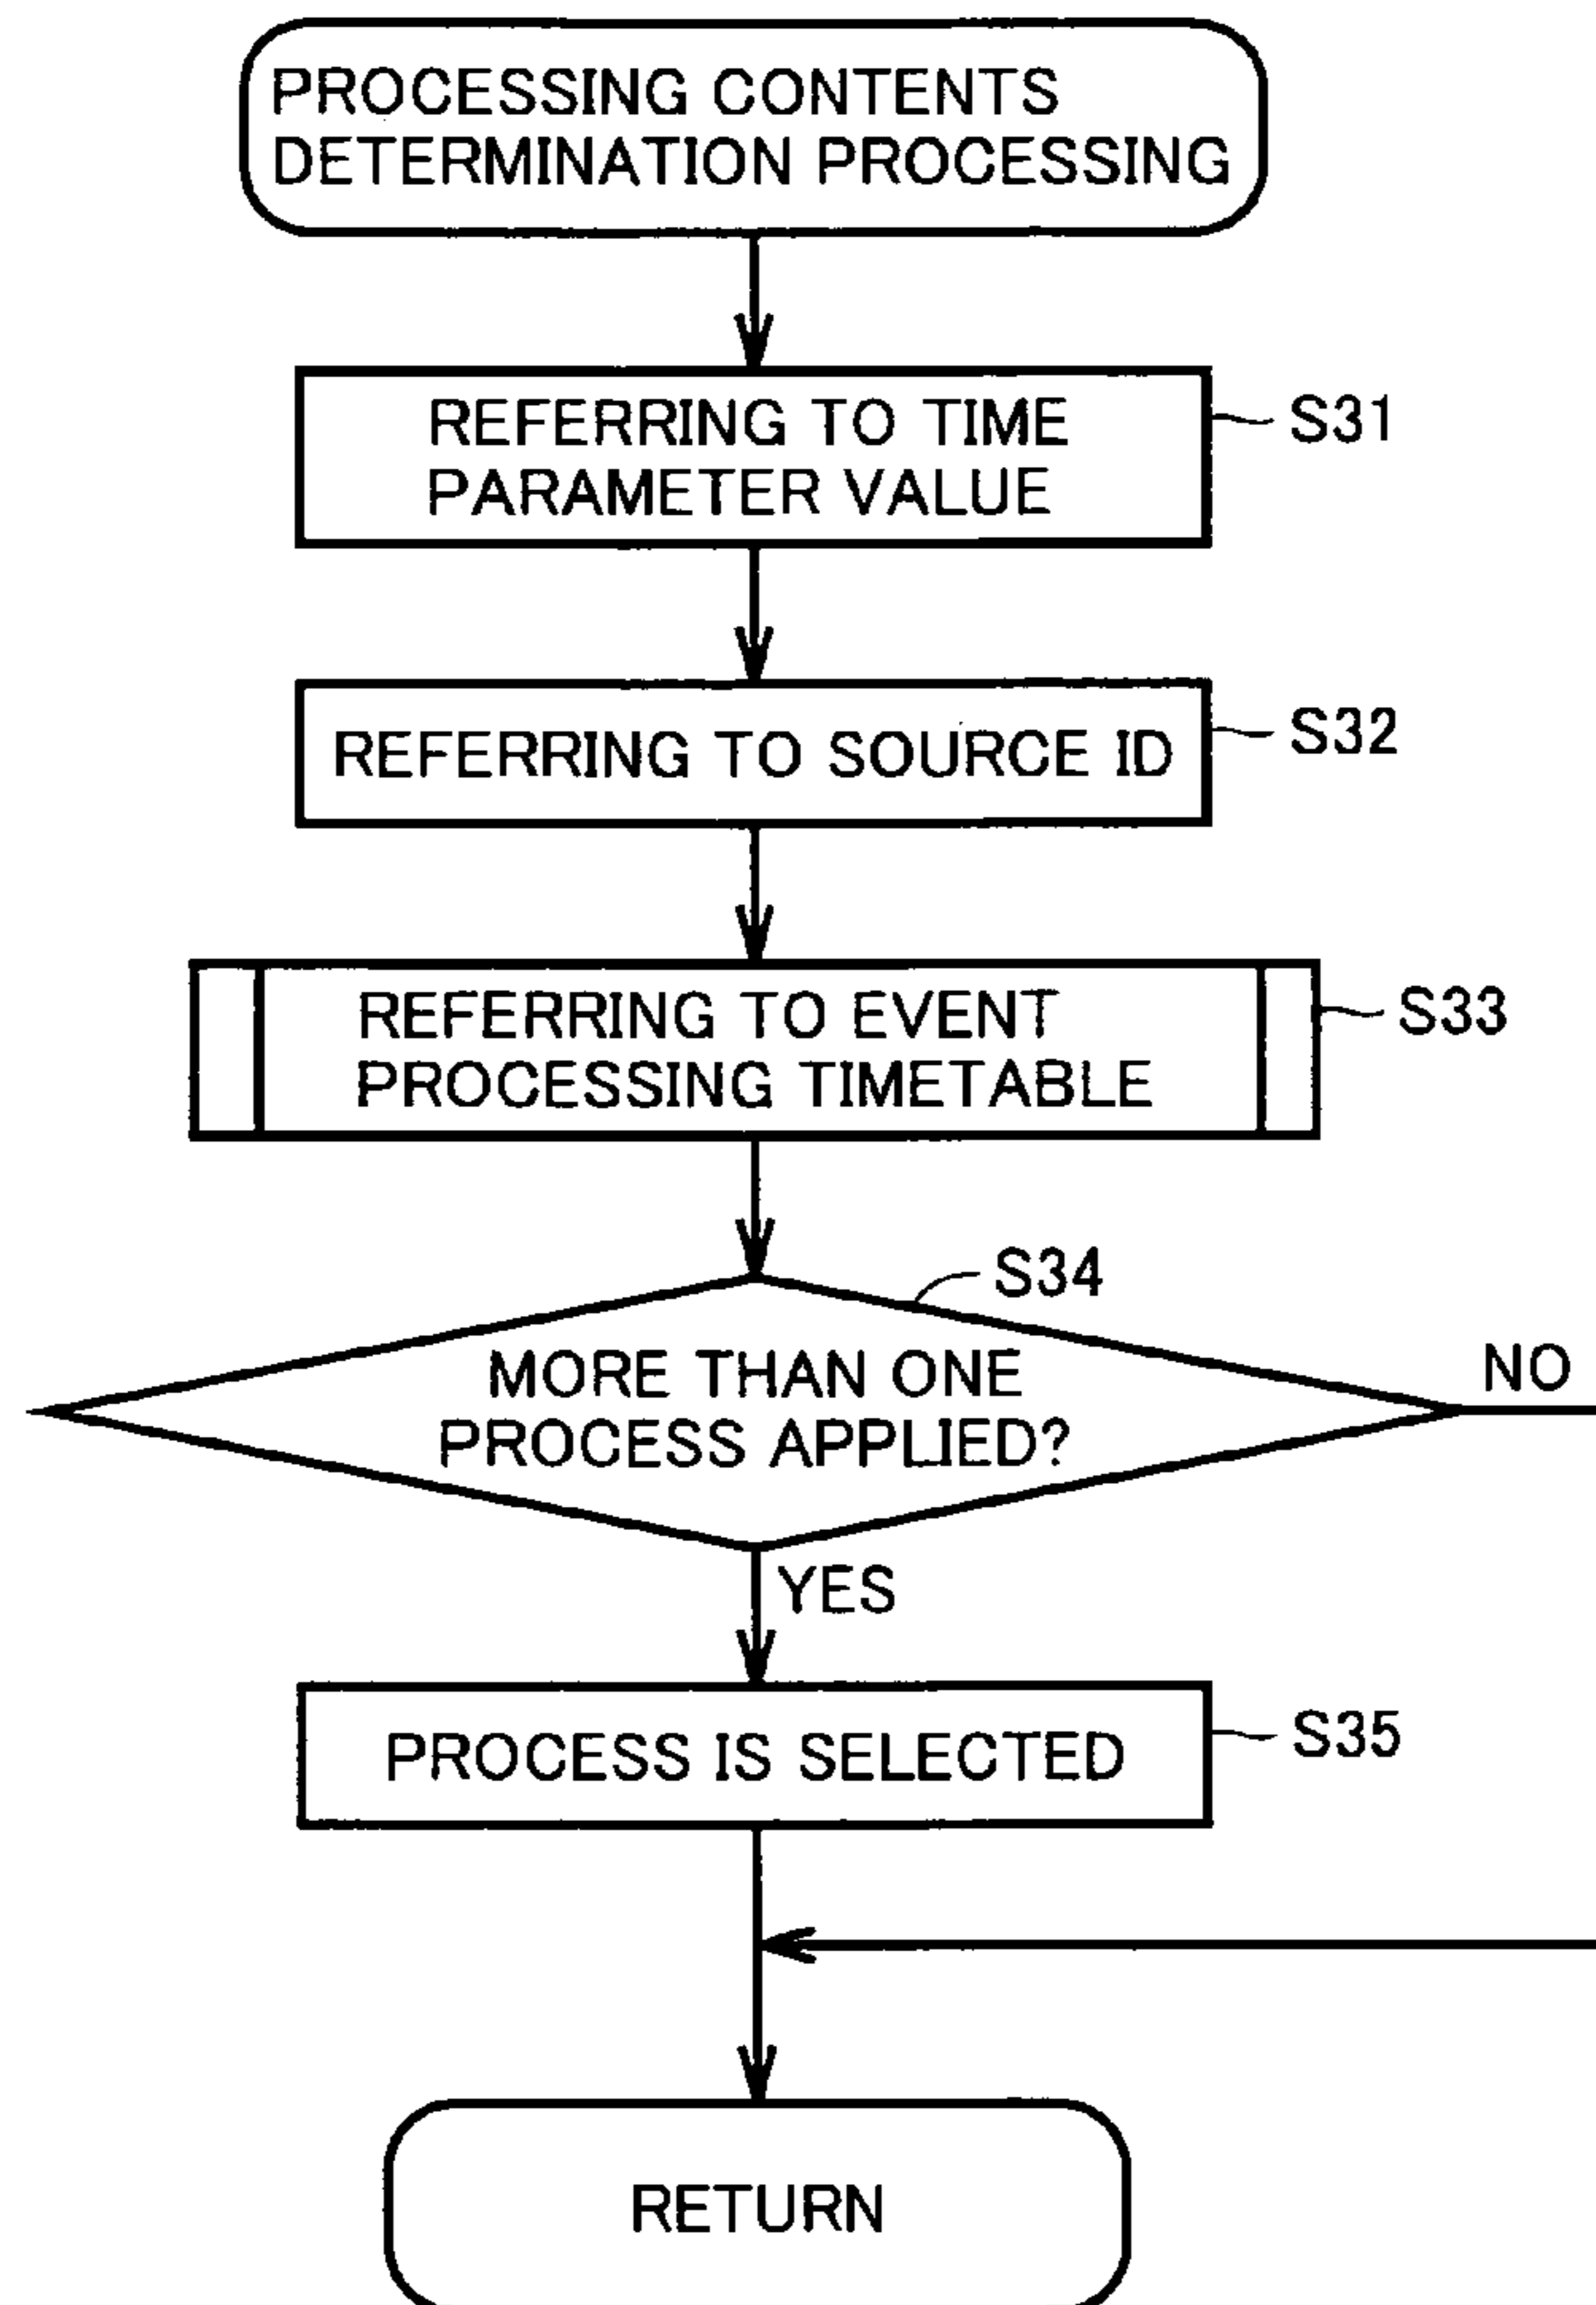 PROCESSING CONTENTS
DETERMINATION PROCESSING
REFERRING TO TIME
PARAMETER VALUE
S31
REFERRING TO SOURCE ID
S32
REFERRING TO EVENT
PROCESSING TIMETABLE
S33
S34
MORE THAN ONE
PROCESS APPLIED?
NO
YES
PROCESS IS SELECTED
S35
RETURN